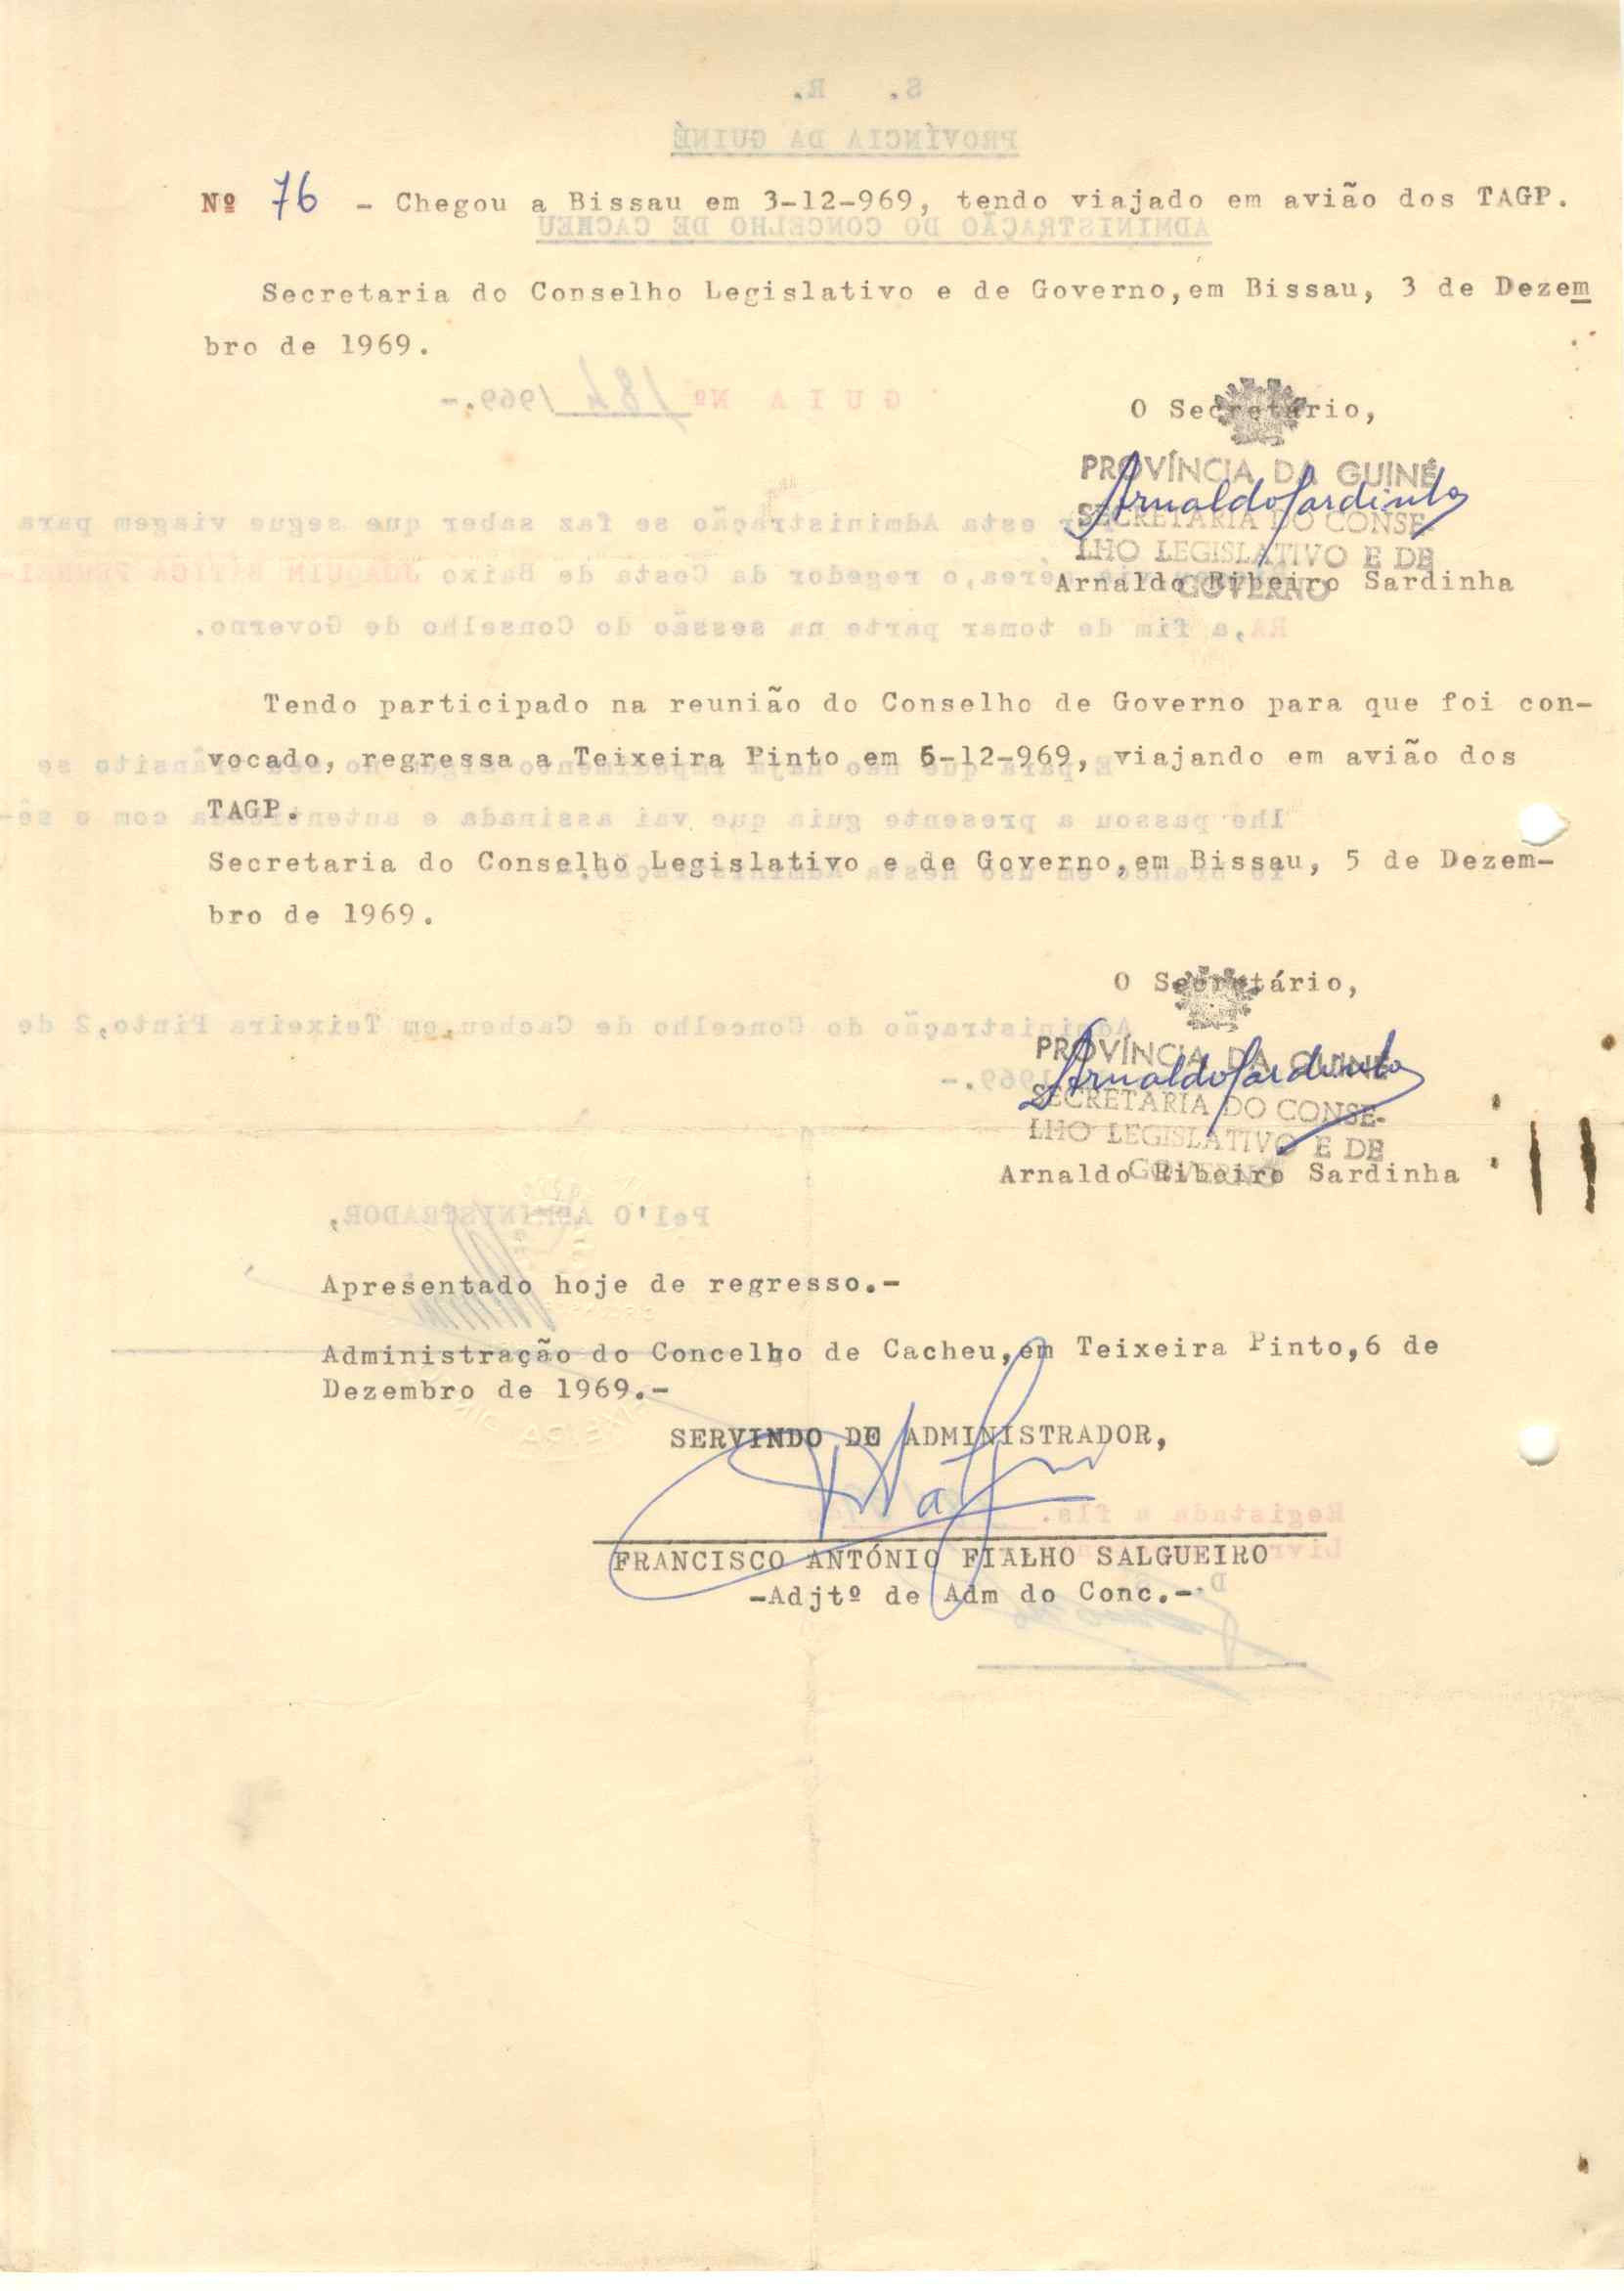 Nº 76 - Chegou a Bissau em 3-12-969, tendo viajado em avião dos TAGP.
Secretaria do Conselho Legislativo e de Governo,em Bissau, 3 de Dezem
bro de 1969.
O Secretário,
PROVÍNCIA DA GUINÉ
Arnaldo Sardinha
SECRETARIA DO CONSE-
LHO LEGISLATIVO E DE
GOVERNO
Arnaldo Ribeiro Sardinha
Tendo participado na reunião do Conselho de Governo para que foi con-
vocado, regressa a Teixeira Pinto em 6-12-969, viajando em avião dos
TAGP.
Secretaria do Conselho Legislativo e de Governo,em Bissau, 5 de Dezem-
bro de 1969.
O Secretário,
PROVÍNCIA DA GUINÉ
Arnaldo Sardinha
SECRETARIA DO CONSE-
LHO LEGISLATIVO E DE
GOVERNO
Arnaldo Ribeiro Sardinha
Apresentado hoje de regresso.-
Administração do Concelho de Cacheu,em Teixeira Pinto,6 de
Dezembro de 1969.-
SERVINDO DE ADMINISTRADOR,
FRANCISCO ANTÓNIO FIALHO SALGUEIRO
-Adjtº de Adm do Conc.-